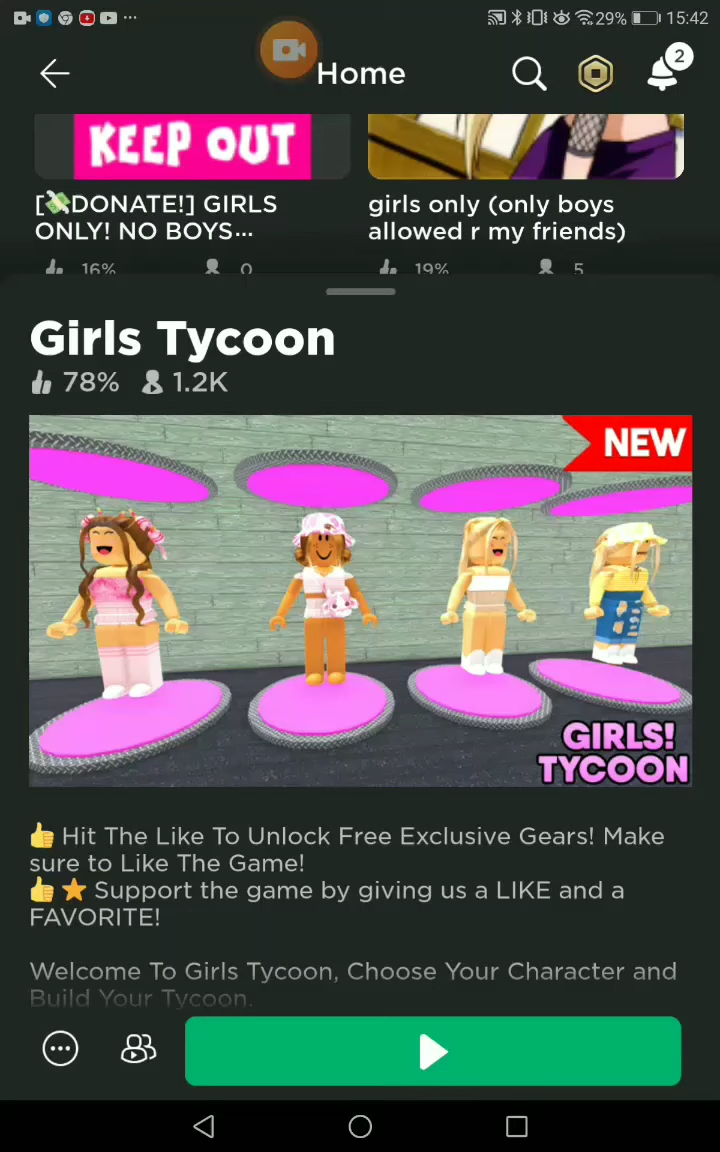 29% 15:42
Home
2
KEEP OUT
[💸DONATE!] GIRLS
ONLY! NO BOYS...
girls only (only boys
allowed r my friends)
16% 0
19% 5
Girls Tycoon
78% 1.2K
NEW
GIRLS!
TYCOON
👍 Hit The Like To Unlock Free Exclusive Gears! Make
sure to Like The Game!
👍⭐ Support the game by giving us a LIKE and a
FAVORITE!
Welcome To Girls Tycoon, Choose Your Character and
Build Your Tycoon.